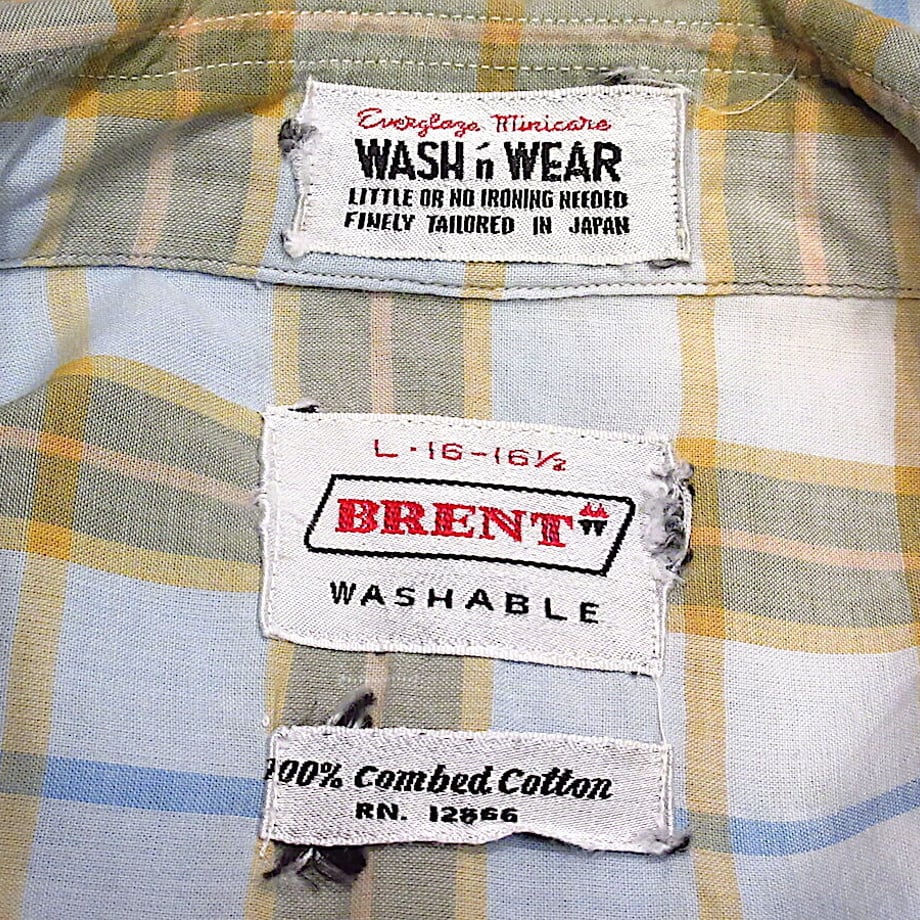 Everglaze Minicare
WASH 'n WEAR
LITTLE OR NO IRONING NEEDED
FINELY TAILORED IN JAPAN
L·16-16½
BRENT
WASHABLE
100% Combed Cotton
RN. 12866